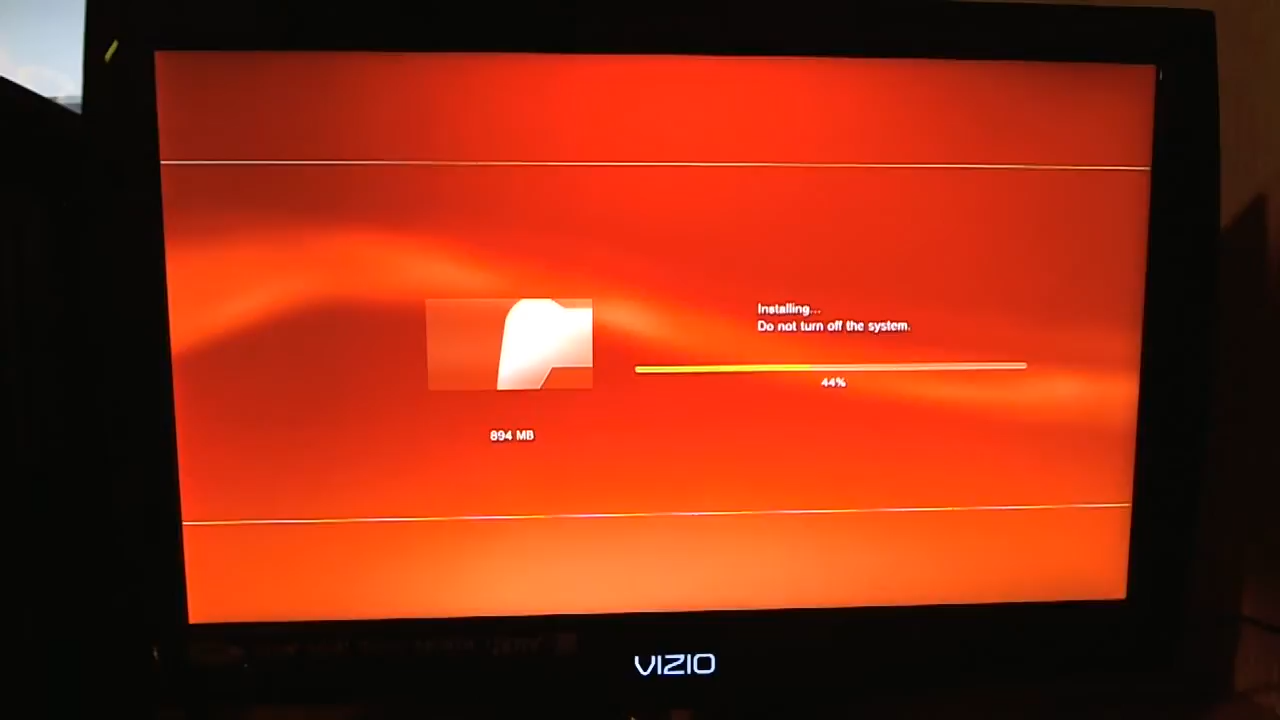 Installing...
Do not turn off the system.
44%
894 MB
VIZIO